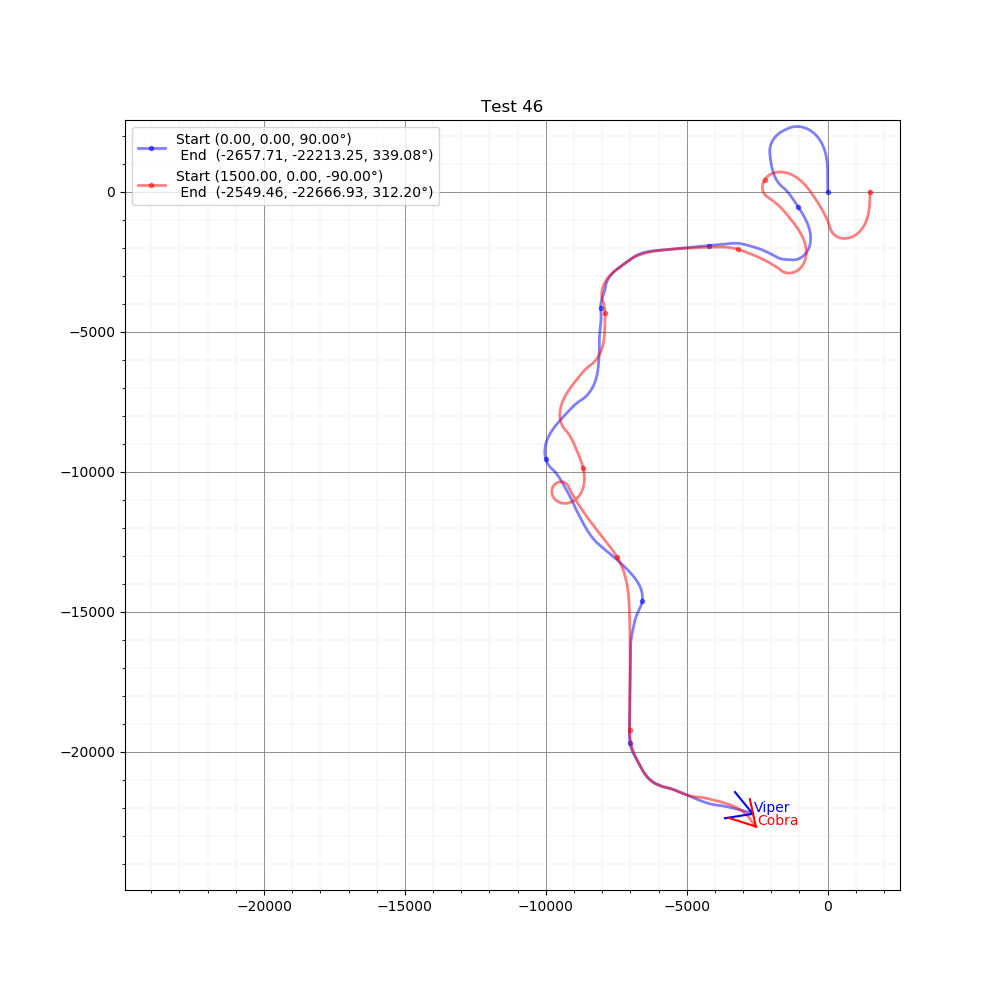 Test 46
Start (0.00, 0.00, 90.00°)
End  (-2657.71, -22213.25, 339.08°)
Start (1500.00, 0.00, -90.00°)
End  (-2549.46, -22666.93, 312.20°)
0
−5000
−10000
−15000
−20000
Viper
Cobra
−20000 −15000 −10000 −5000 0